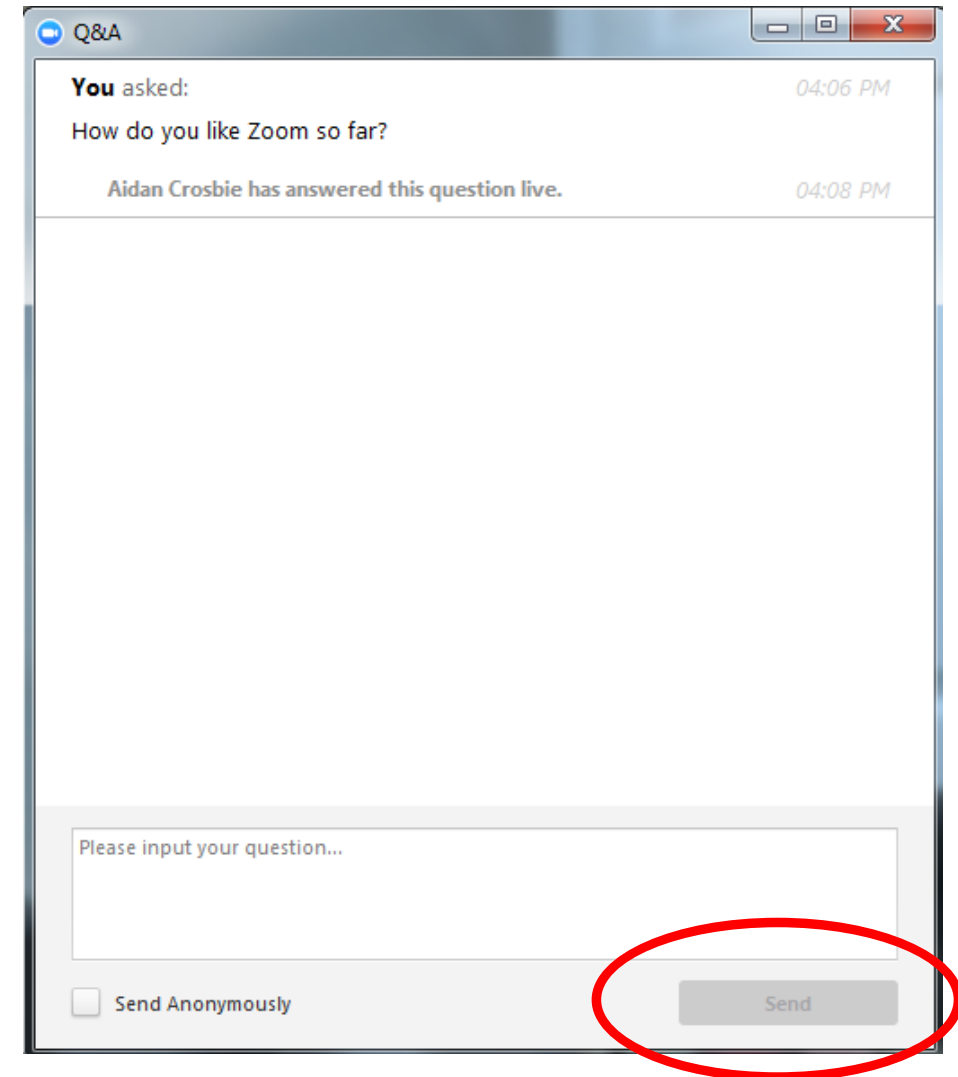 Q&A
You asked: 04:06 PM
How do you like Zoom so far?
Aidan Crosbie has answered this question live. 04:08 PM
Please input your question...
Send Anonymously Send